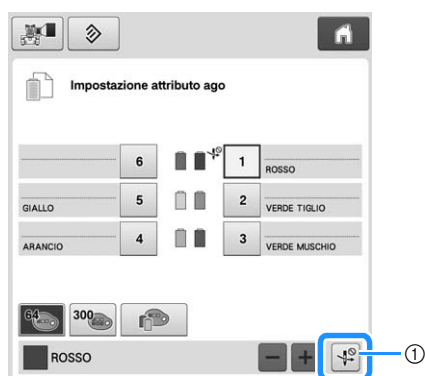 Impostazione attributo ago
6 1 ROSSO
GIALLO 5 2 VERDE TIGLIO
ARANCIO 4 3 VERDE MUSCHIO
64 300
ROSSO - +
①